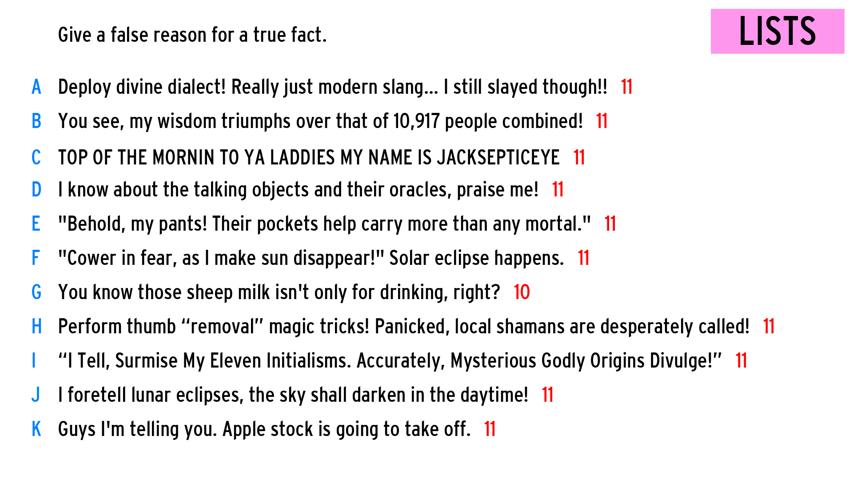 Give a false reason for a true fact.
LISTS
A Deploy divine dialect! Really just modern slang... I still slayed though!! 11
B You see, my wisdom triumphs over that of 10,917 people combined! 11
C TOP OF THE MORNIN TO YA LADDIES MY NAME IS JACKSEPTICEYE 11
D I know about the talking objects and their oracles, praise me! 11
E "Behold, my pants! Their pockets help carry more than any mortal." 11
F "Cower in fear, as I make sun disappear!" Solar eclipse happens. 11
G You know those sheep milk isn't only for drinking, right? 10
H Perform thumb “removal” magic tricks! Panicked, local shamans are desperately called! 11
I “I Tell, Surmise My Eleven Initialisms. Accurately, Mysterious Godly Origins Divulge!” 11
J I foretell lunar eclipses, the sky shall darken in the daytime! 11
K Guys I'm telling you. Apple stock is going to take off. 11